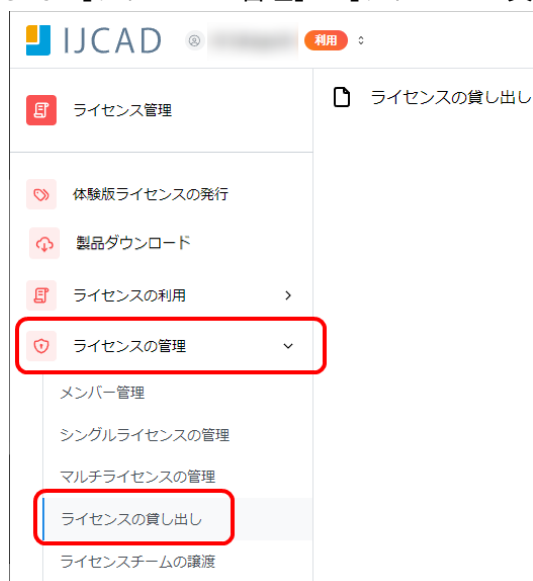 IJCAD 利用
ライセンス管理
ライセンスの貸し出し
体験版ライセンスの発行
製品ダウンロード
ライセンスの利用
ライセンスの管理
メンバー管理
シングルライセンスの管理
マルチライセンスの管理
ライセンスの貸し出し
ライセンスチームの譲渡